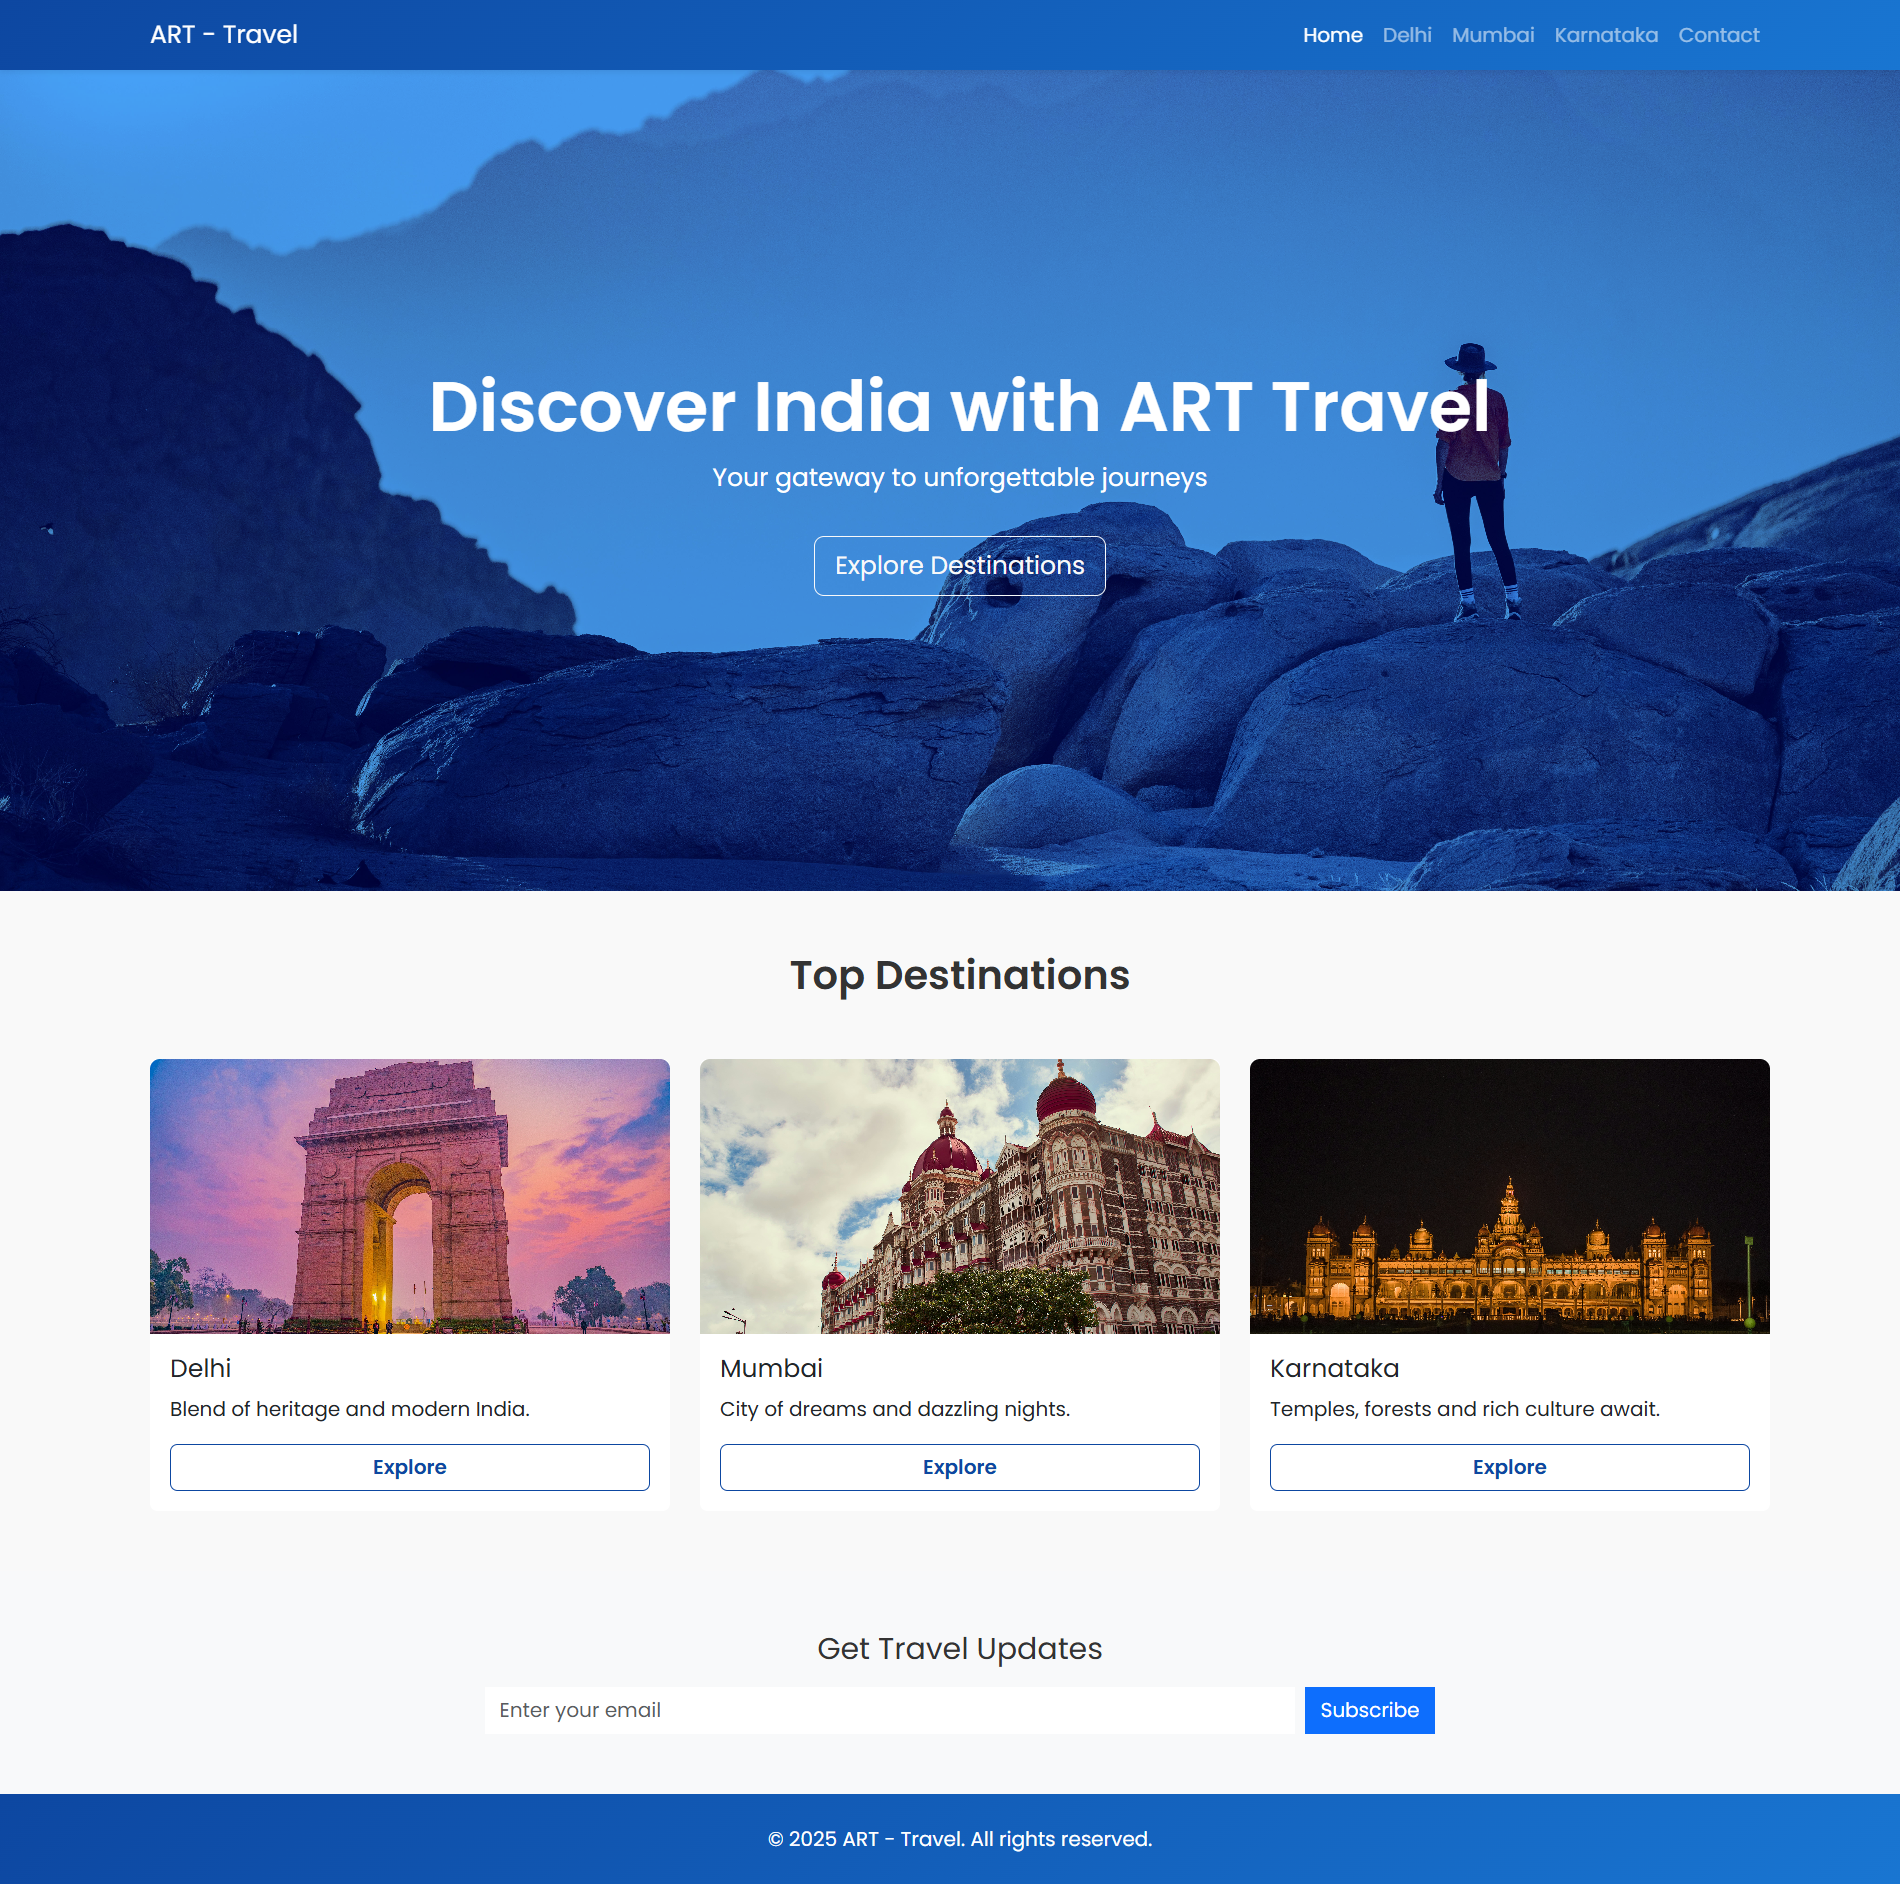 ART - Travel
Home Delhi Mumbai Karnataka Contact
Discover India with ART Travel
Your gateway to unforgettable journeys
Explore Destinations
Top Destinations
Delhi
Blend of heritage and modern India.
Explore
Mumbai
City of dreams and dazzling nights.
Explore
Karnataka
Temples, forests and rich culture await.
Explore
Get Travel Updates
Enter your email
Subscribe
© 2025 ART - Travel. All rights reserved.